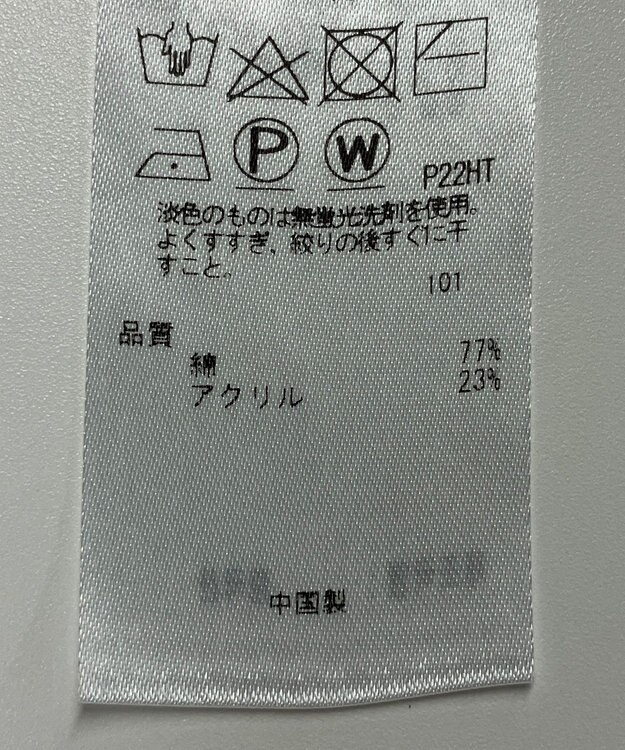 P W P22HT
淡色のものは無蛍光洗剤を使用。
よくすすぎ、絞りの後すぐに干
すこと。
101
品質
綿 77%
アクリル 23%
中国製